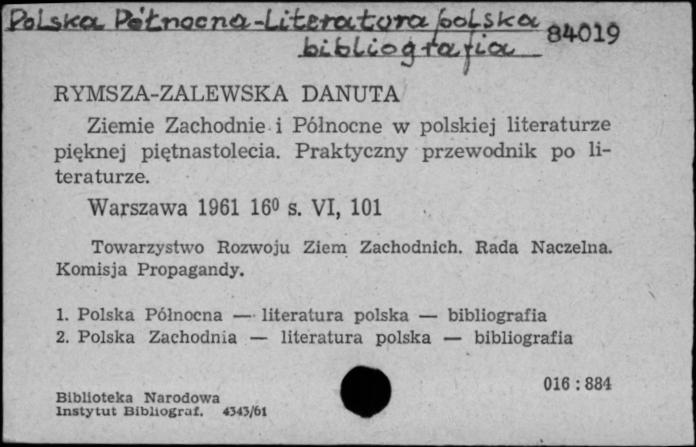 Polska Północna-Literatura polska
bibliografia
84019
RYMSZA-ZALEWSKA DANUTA
Ziemie Zachodnie i Północne w polskiej literaturze
pięknej piętnastolecia. Praktyczny przewodnik po li-
teraturze.
Warszawa 1961 16⁰ s. VI, 101
Towarzystwo Rozwoju Ziem Zachodnich. Rada Naczelna.
Komisja Propagandy.
1. Polska Północna — literatura polska — bibliografia
2. Polska Zachodnia — literatura polska — bibliografia
016 : 884
Biblioteka Narodowa
Instytut Bibliograf. 4343/61